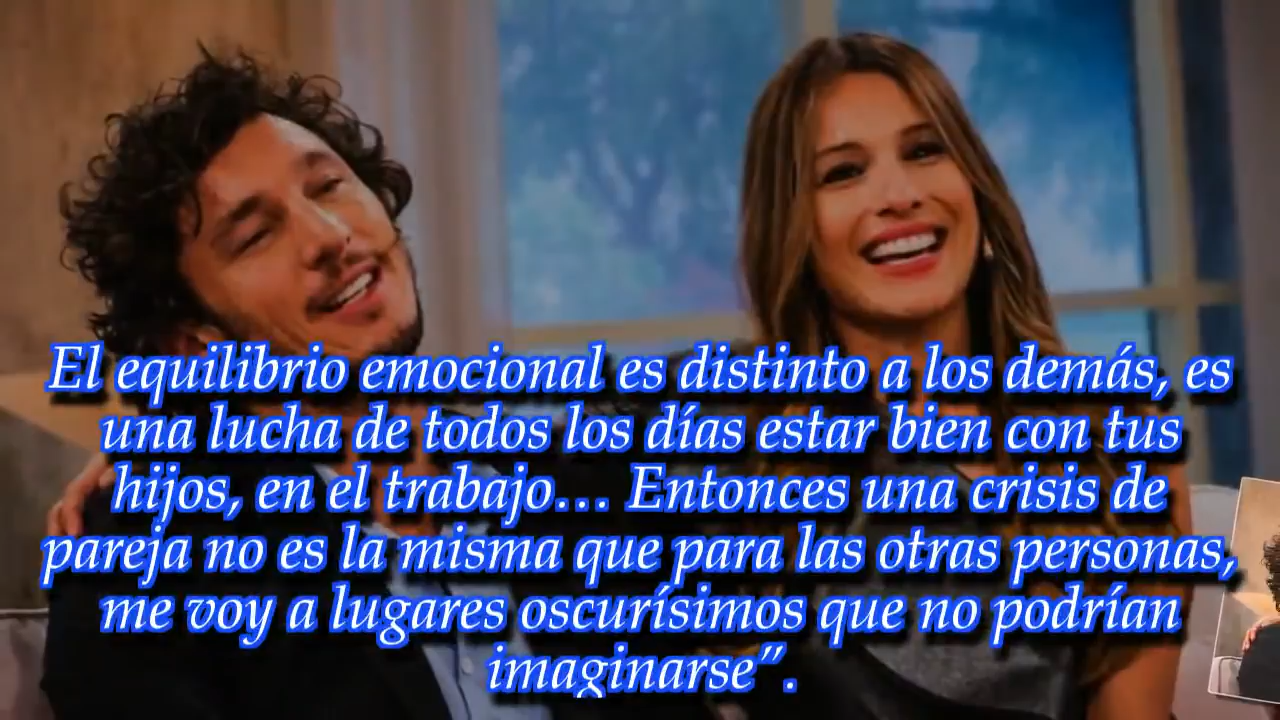 El equilibrio emocional es distinto a los demás, es
una lucha de todos los días estar bien con tus
hijos, en el trabajo… Entonces una crisis de
pareja no es la misma que para las otras personas,
me voy a lugares oscurísimos que no podrían
imaginarse”.